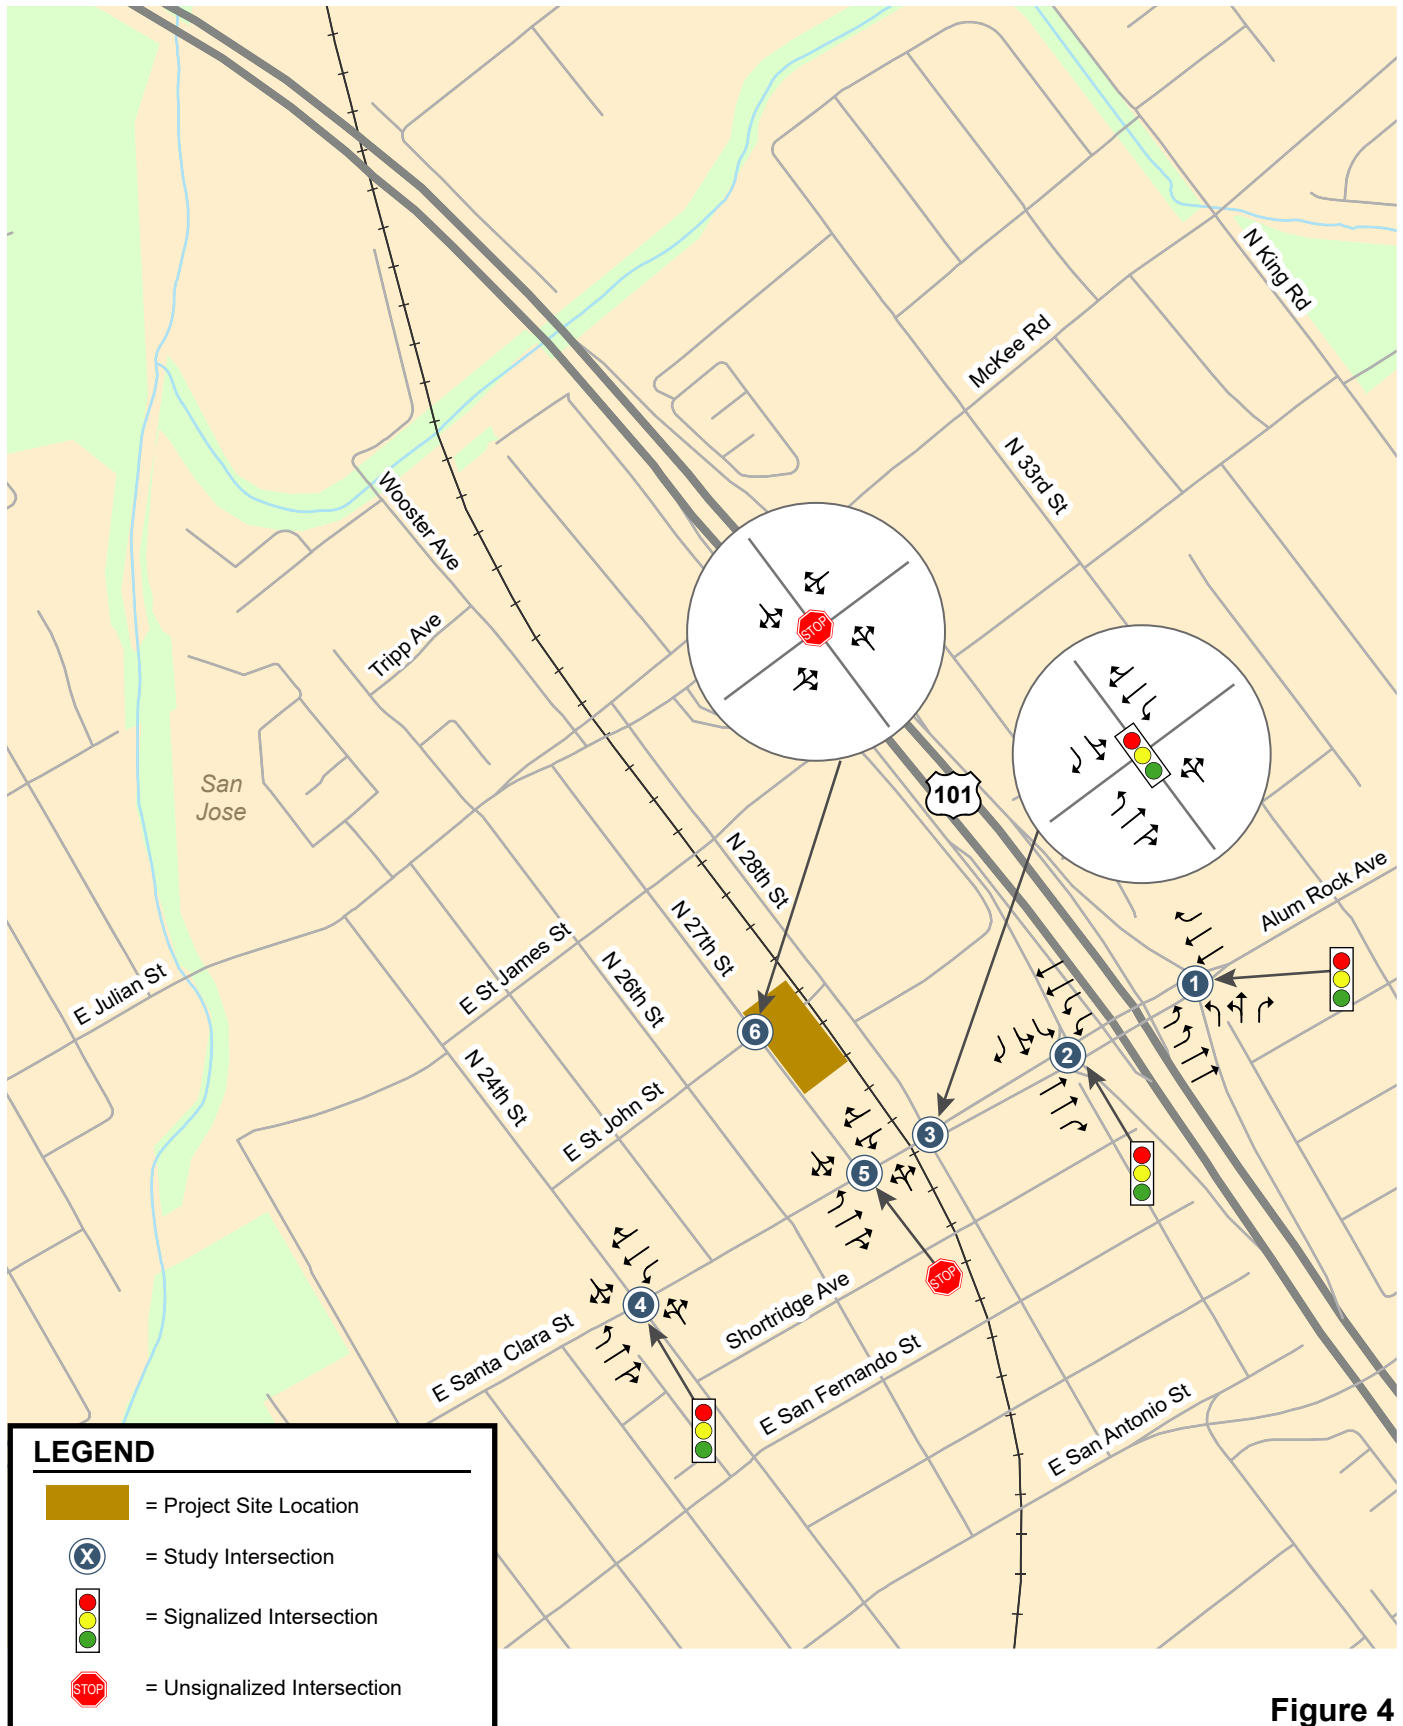 N King Rd
McKee Rd
N 33rd St
Wooster Ave
STOP
Tripp Ave
101
San
Jose
N 28th St
Alum Rock Ave
N 27th St
E St James St
N 26th St
E Julian St
1
6
2
N 24th St
E St John St
3
5
STOP
4
Shortridge Ave
E Santa Clara St
E San Fernando St
E San Antonio St
LEGEND
= Project Site Location
X = Study Intersection
= Signalized Intersection
STOP = Unsignalized Intersection
Figure 4